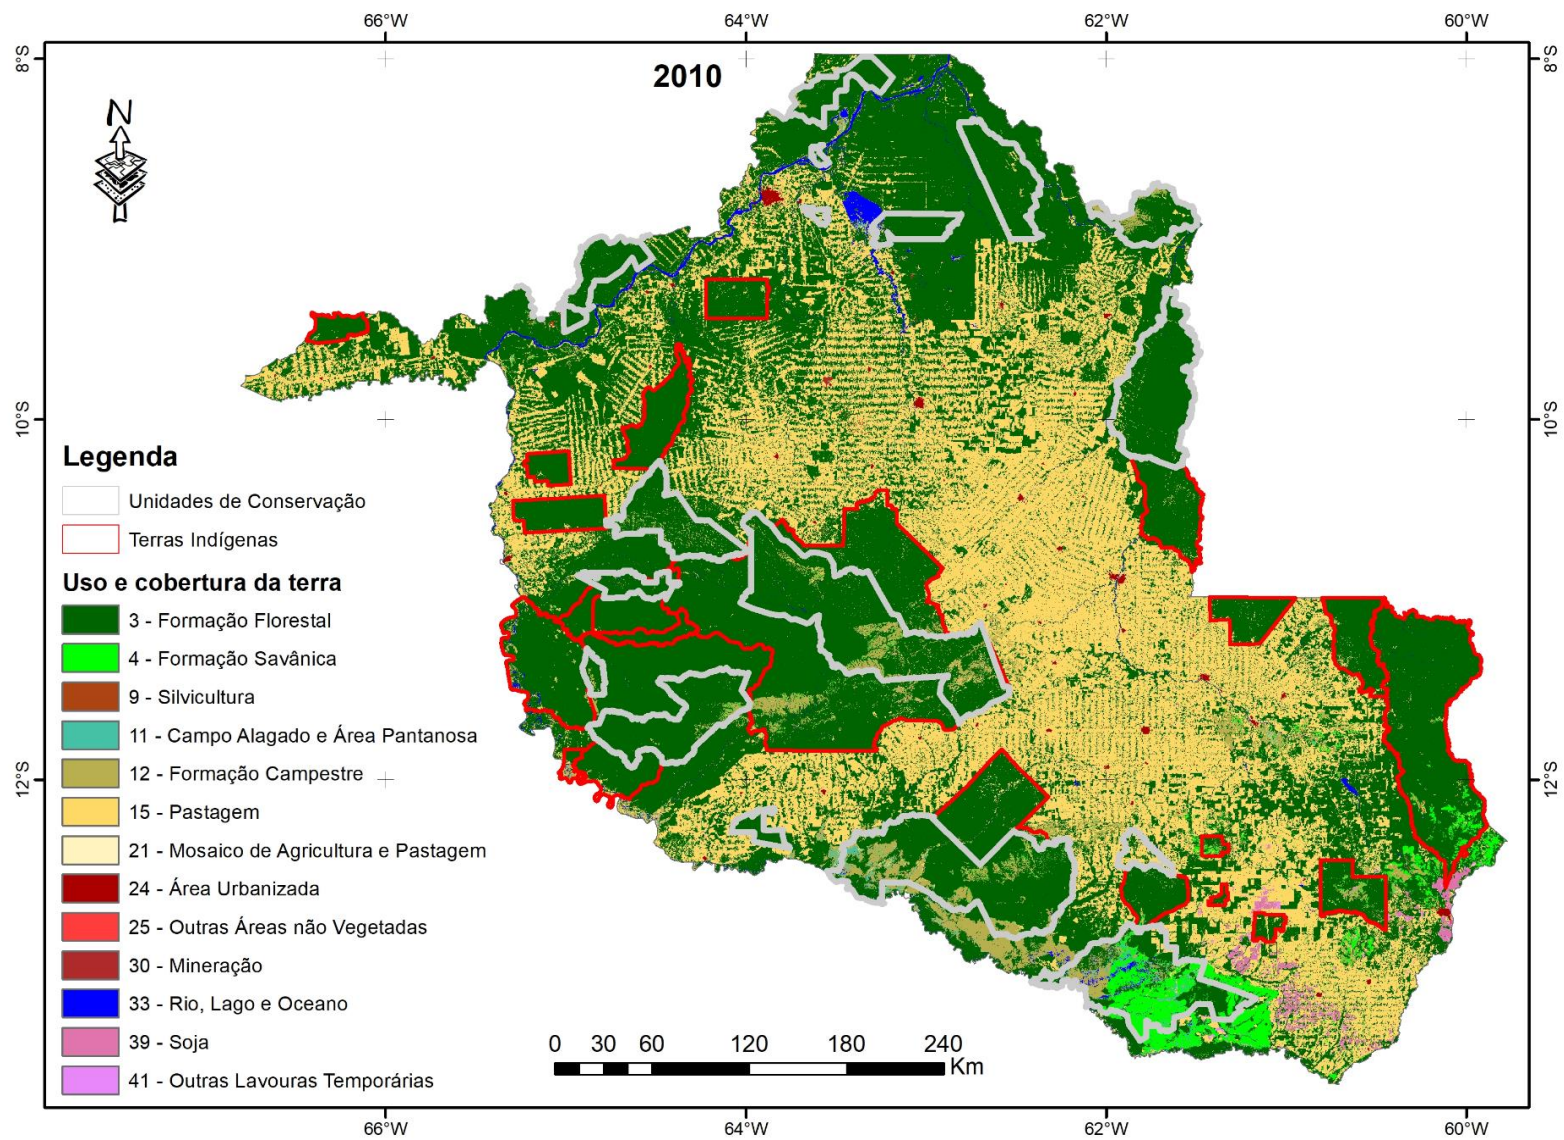 66°W 64°W 62°W 60°W
8°S 8°S
2010
N
10°S 10°S
Legenda
Unidades de Conservação
Terras Indígenas
Uso e cobertura da terra
3 - Formação Florestal
4 - Formação Savânica
9 - Silvicultura
11 - Campo Alagado e Área Pantanosa
12 - Formação Campestre
12°S 12°S
15 - Pastagem
21 - Mosaico de Agricultura e Pastagem
24 - Área Urbanizada
25 - Outras Áreas não Vegetadas
30 - Mineração
33 - Rio, Lago e Oceano
39 - Soja
41 - Outras Lavouras Temporárias
0 30 60 120 180 240
Km
66°W 64°W 62°W 60°W